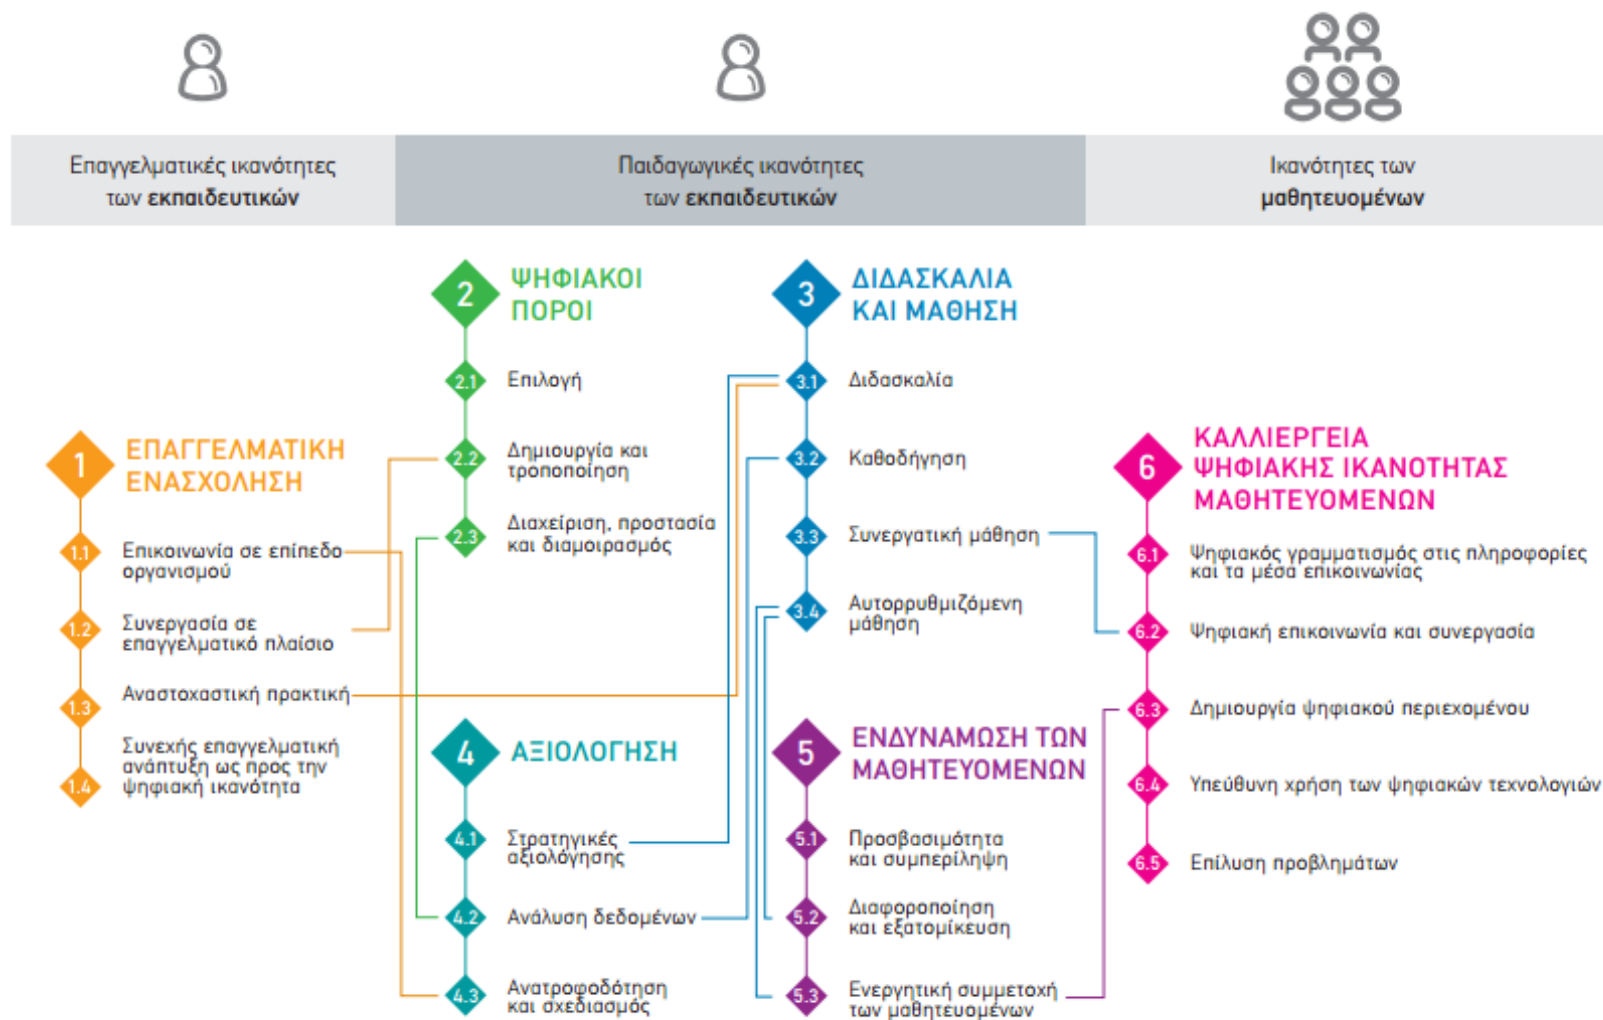 Επαγγελματικές ικανότητες
των εκπαιδευτικών
Παιδαγωγικές ικανότητες
των εκπαιδευτικών
Ικανότητες των
μαθητευομένων
1
ΕΠΑΓΓΕΛΜΑΤΙΚΗ
ΕΝΑΣΧΟΛΗΣΗ
1.1
Επικοινωνία σε επίπεδο
οργανισμού
1.2
Συνεργασία σε
επαγγελματικό πλαίσιο
1.3
Αναστοχαστική πρακτική
1.4
Συνεχής επαγγελματική
ανάπτυξη ως προς την
ψηφιακή ικανότητα
2
ΨΗΦΙΑΚΟΙ
ΠΟΡΟΙ
2.1
Επιλογή
2.2
Δημιουργία και
τροποποίηση
2.3
Διαχείριση, προστασία
και διαμοιρασμός
3
ΔΙΔΑΣΚΑΛΙΑ
ΚΑΙ ΜΑΘΗΣΗ
3.1
Διδασκαλία
3.2
Καθοδήγηση
3.3
Συνεργατική μάθηση
3.4
Αυτορρυθμιζόμενη
μάθηση
4
ΑΞΙΟΛΟΓΗΣΗ
4.1
Στρατηγικές
αξιολόγησης
4.2
Ανάλυση δεδομένων
4.3
Ανατροφοδότηση
και σχεδιασμός
5
ΕΝΔΥΝΑΜΩΣΗ ΤΩΝ
ΜΑΘΗΤΕΥΟΜΕΝΩΝ
5.1
Προσβασιμότητα
και συμπερίληψη
5.2
Διαφοροποίηση
και εξατομίκευση
5.3
Ενεργητική συμμετοχή
των μαθητευομένων
6
ΚΑΛΛΙΕΡΓΕΙΑ
ΨΗΦΙΑΚΗΣ ΙΚΑΝΟΤΗΤΑΣ
ΜΑΘΗΤΕΥΟΜΕΝΩΝ
6.1
Ψηφιακός γραμματισμός στις πληροφορίες
και τα μέσα επικοινωνίας
6.2
Ψηφιακή επικοινωνία και συνεργασία
6.3
Δημιουργία ψηφιακού περιεχομένου
6.4
Υπεύθυνη χρήση των ψηφιακών τεχνολογιών
6.5
Επίλυση προβλημάτων